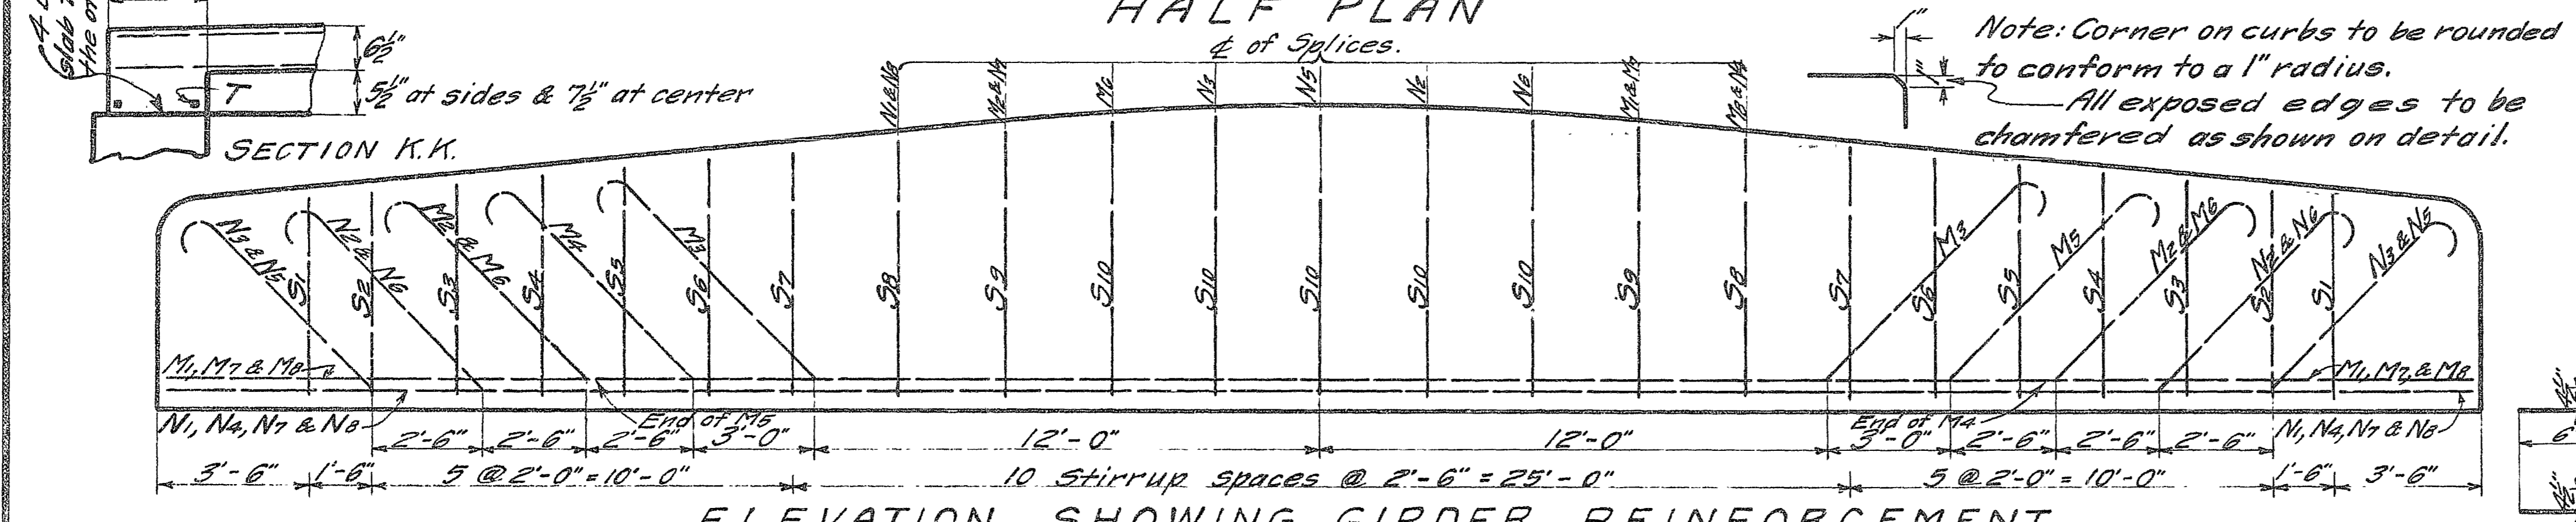 HALF PLAN
4
slab
the
6½"
5½" at sides & 7½" at center
T
SECTION K.K.
₵ of Splices.
N1 & N8
M2 & N7
M6
N3
N5
N2
N6
M1 & M7
M8 & N4
1"
1"
Note: Corner on curbs to be rounded
to conform to a 1" radius.
All exposed edges to be
chamfered as shown on detail.
N3 & N5
S1
N2 & N6
S2
S3
M2 & M6
S4
M4
S5
S6
M3
S7
S8
S9
S10
S10
S10
S10
S10
S9
S8
S7
M3
S6
M5
S5
S4
M2 & M6
S3
N2 & N6
S2
S1
N3 & N5
M1, M7 & M8
M1, M7, & M8
N1, N4, N7 & N8
End of M5
End of M4
N1, N4, N7 & N8
2'-6" 2'-6" 2'-6" 3'-0" 12'-0" 12'-0" 3'-0" 2'-6" 2'-6" 2'-6"
3'-6" 1'-6" 5 @ 2'-0" = 10'-0" 10 Stirrup spaces @ 2'-6" = 25'-0" 5 @ 2'-0" = 10'-0" 1'-6" 3'-6"
6"
ELEVATION SHOWING GIRDER REINFORCEMENT